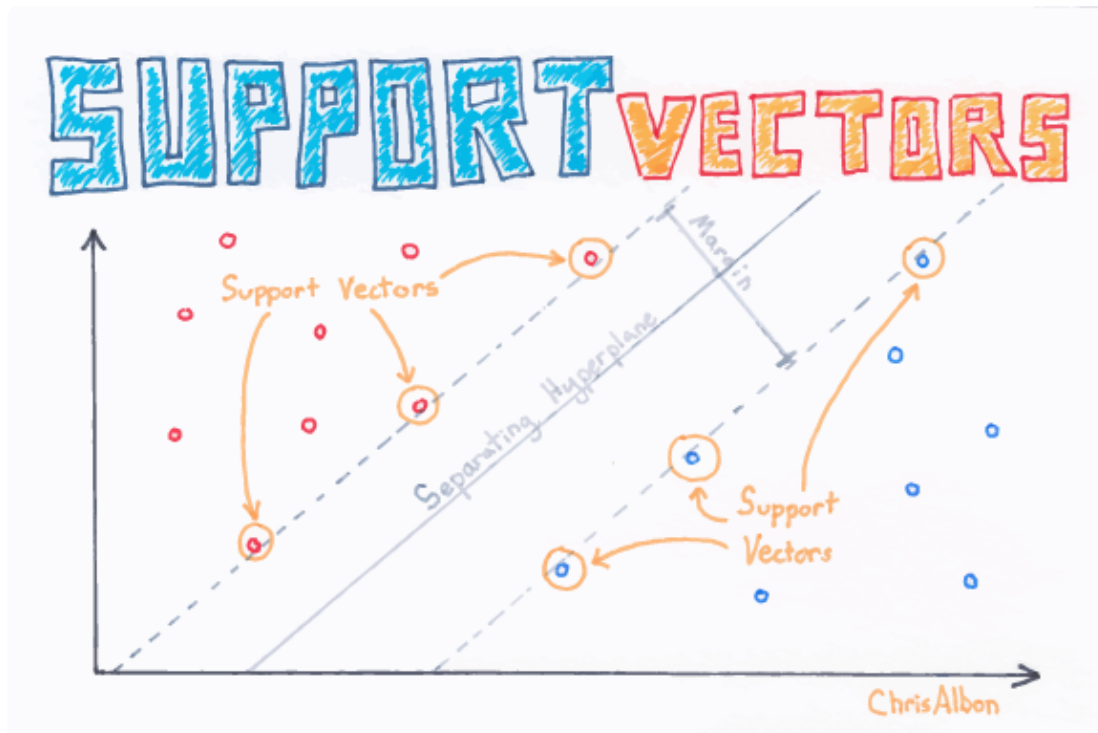 SUPPORT VECTORS
Margin
Support Vectors
Separating Hyperplane
Support
Vectors
ChrisAlbon